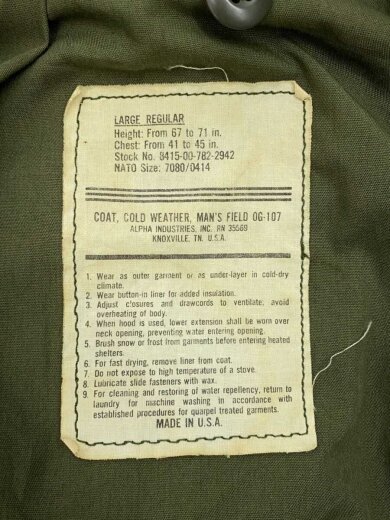 LARGE REGULAR
Height: From 67 to 71 in.
Chest: From 41 to 45 in.
Stock No. 8415-00-782-2942
NATO Size: 7080/0414
COAT, COLD WEATHER, MAN'S FIELD OG-107
ALPHA INDUSTRIES, INC. RN 35569
KNOXVILLE, TN. U.S.A.
1. Wear as outer garment or as under-layer in cold-dry
climate.
2. Wear button-in liner for added insulation.
3. Adjust closures and drawcords to ventilate; avoid
overheating of body.
4. When hood is used, lower extension shall be worn over
neck opening, preventing water entering opening.
5. Brush snow or frost from garments before entering heated
shelters.
6. For fast drying, remove liner from coat.
7. Do not expose to high temperature of a stove.
8. Lubricate slide fasteners with wax.
9. For cleaning and restoring of water repellency, return to
laundry for machine washing in accordance with
established procedures for quarpel treated garments.
MADE IN U.S.A.